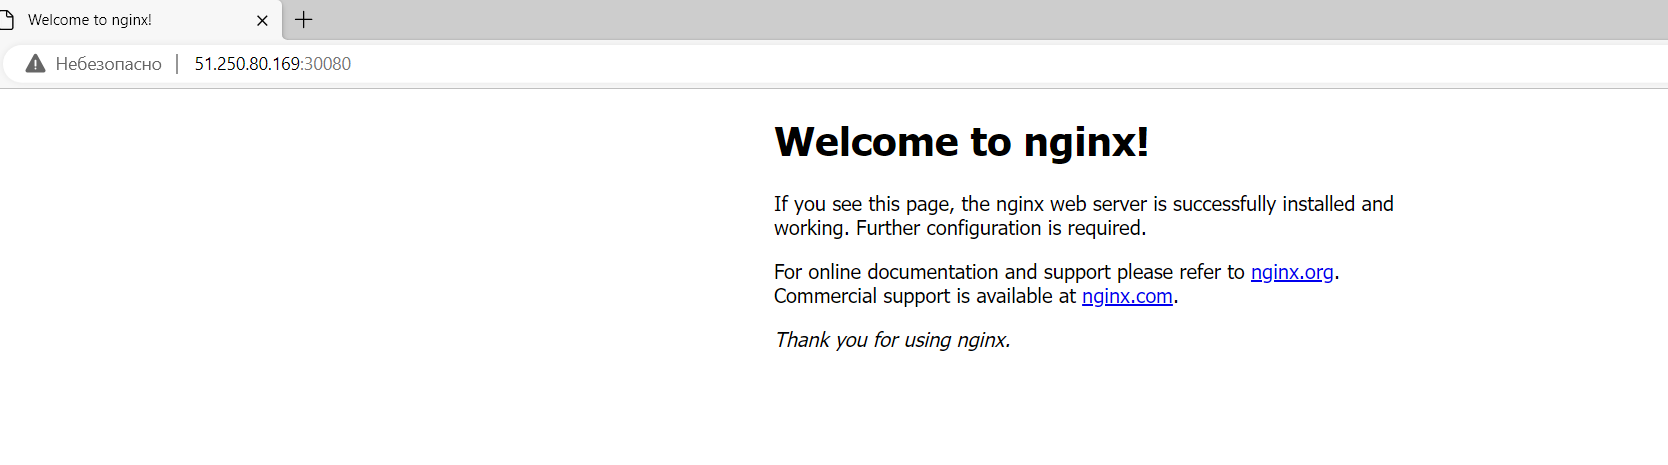 Welcome to nginx!
Небезопасно 51.250.80.169:30080
Welcome to nginx!
If you see this page, the nginx web server is successfully installed and
working. Further configuration is required.
For online documentation and support please refer to nginx.org.
Commercial support is available at nginx.com.
Thank you for using nginx.